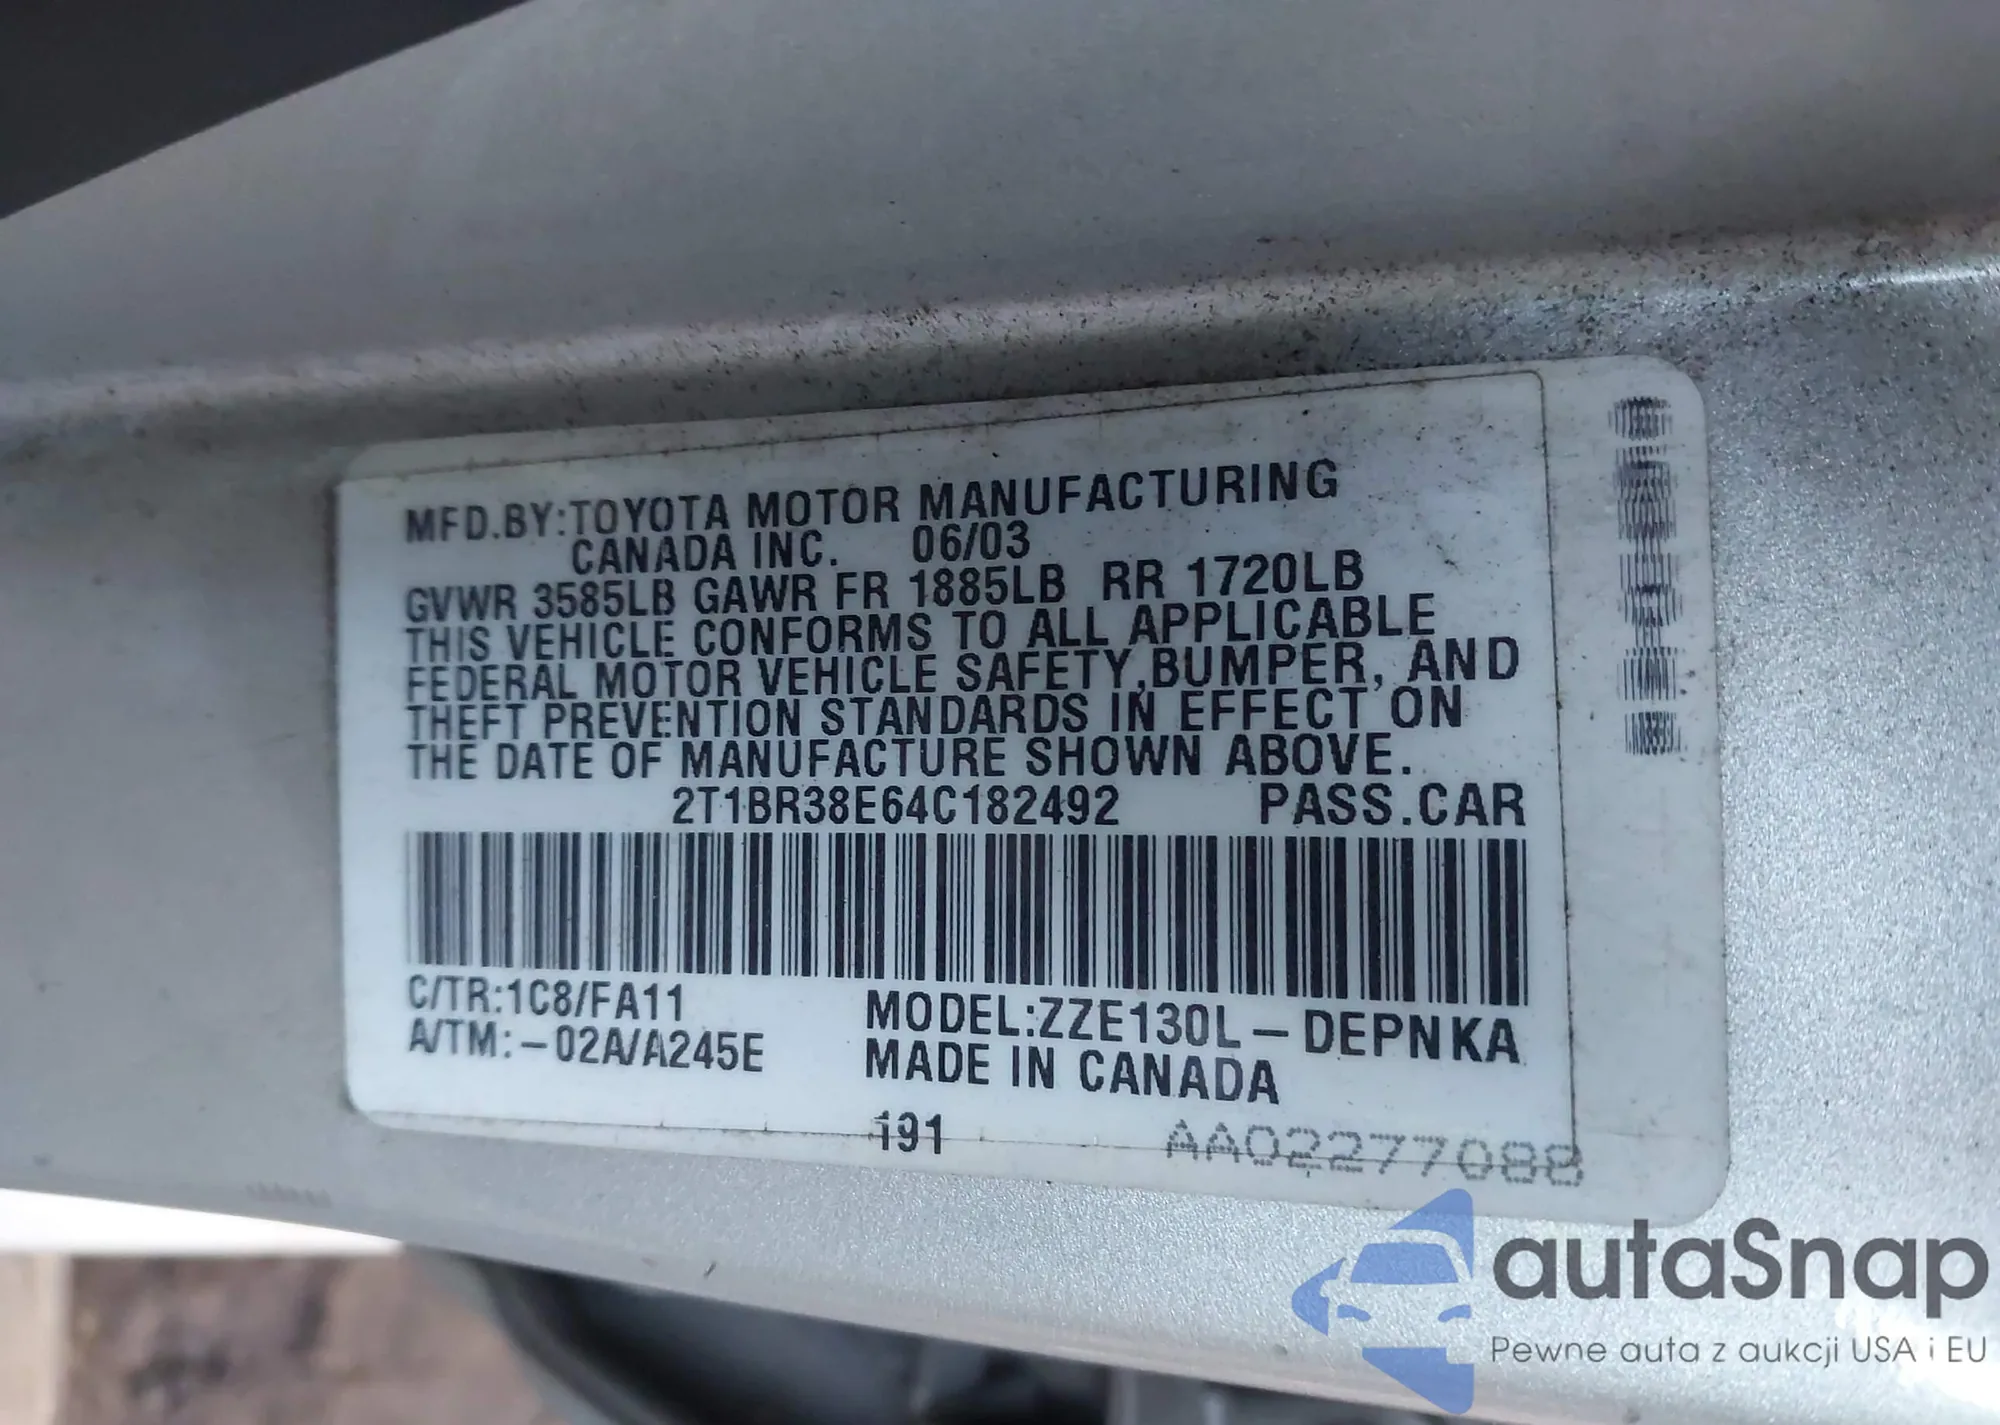 MFD.BY:TOYOTA MOTOR MANUFACTURING
CANADA INC. 06/03
GVWR 3585LB GAWR FR 1885LB RR 1720LB
THIS VEHICLE CONFORMS TO ALL APPLICABLE
FEDERAL MOTOR VEHICLE SAFETY,BUMPER, AND
THEFT PREVENTION STANDARDS IN EFFECT ON
THE DATE OF MANUFACTURE SHOWN ABOVE.
2T1BR38E64C182492 PASS.CAR
C/TR:1C8/FA11
A/TM:-02A/A245E
MODEL:ZZE130L-DEPNKA
MADE IN CANADA
191
AA02277088
autaSnap
Pewne auta z aukcji USA i EU